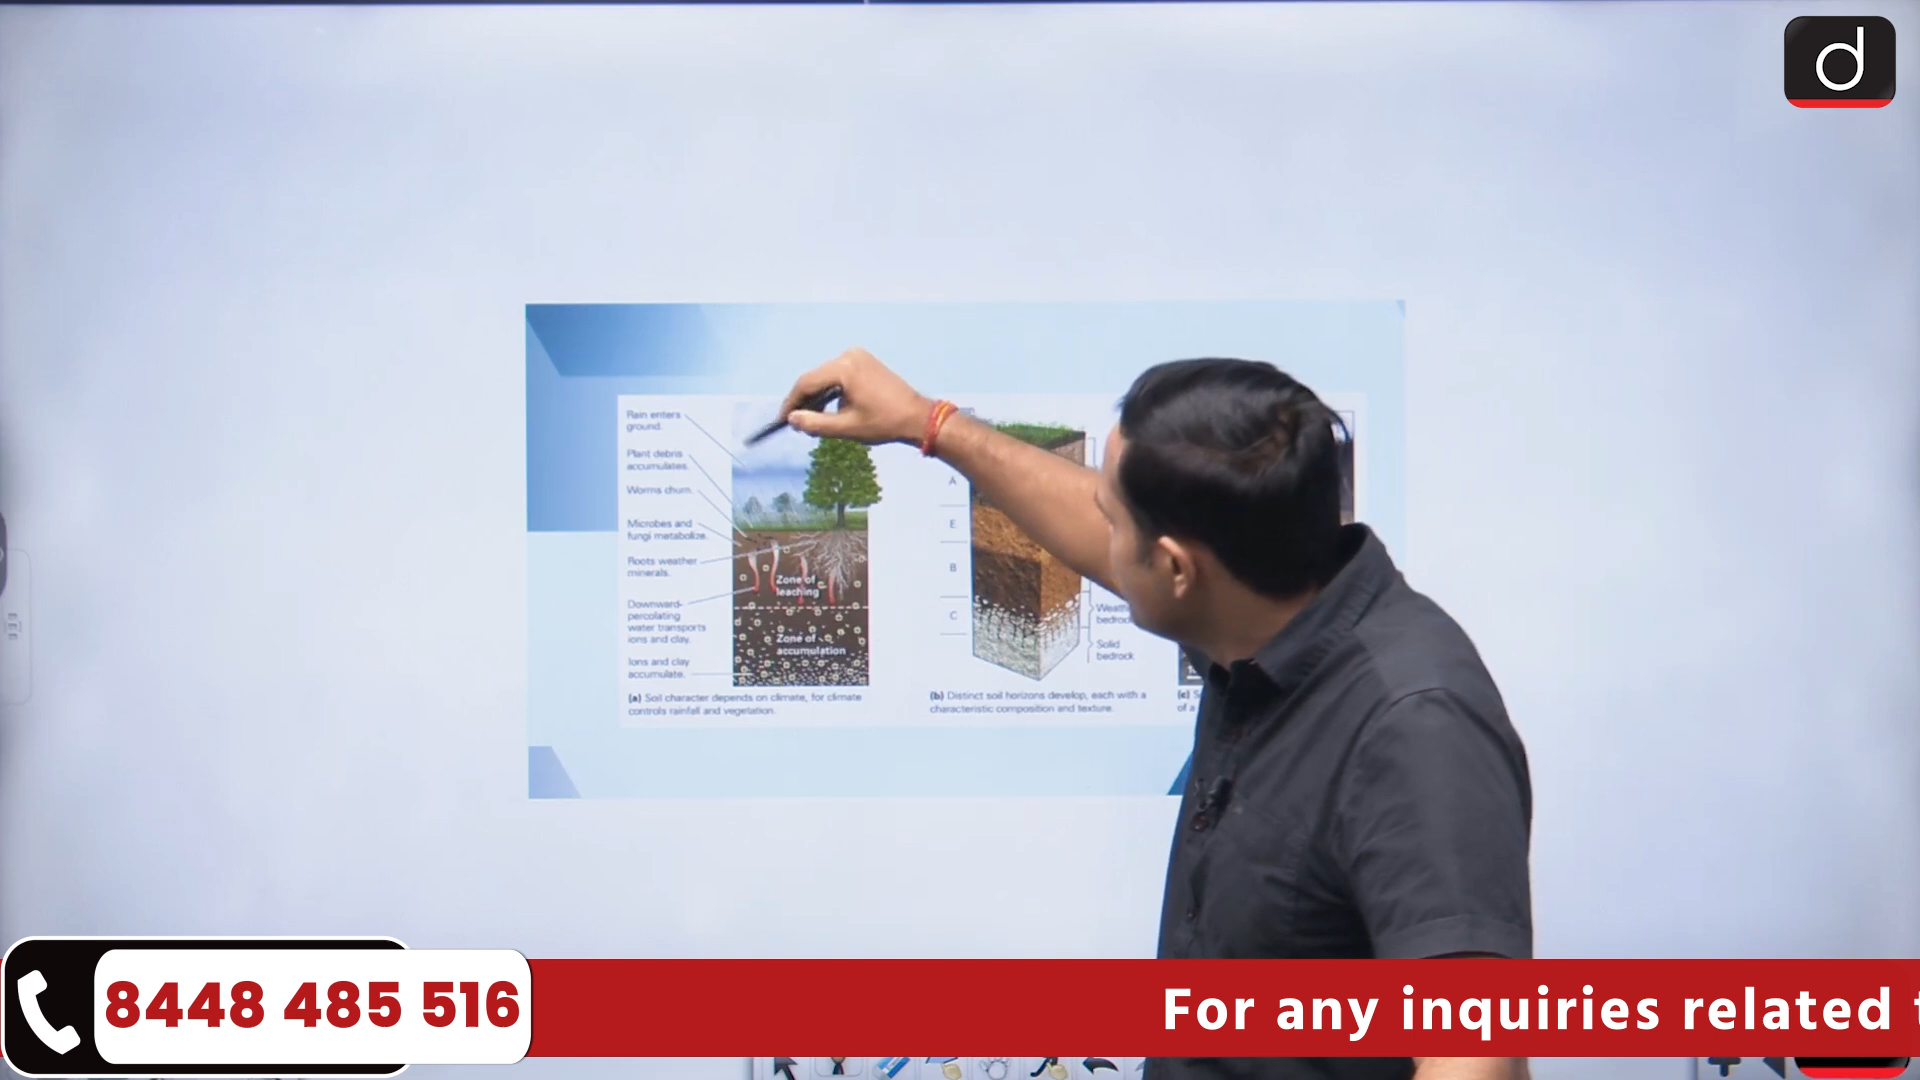 d
Rain enters
ground.
Plant debris
accumulates.
Worms churn.
Microbes and
fungi metabolize.
Roots weather
minerals.
Downward-
percolating
water transports
ions and clay.
Ions and clay
accumulate.
Zone of
leaching
Zone of
accumulation
(a) Soil character depends on climate, for climate
controls rainfall and vegetation.
A
E
B
C
Solid
bedrock
(b) Distinct soil horizons develop, each with a
characteristic composition and texture.
(c)
of a
8448 485 516
For any inquiries related